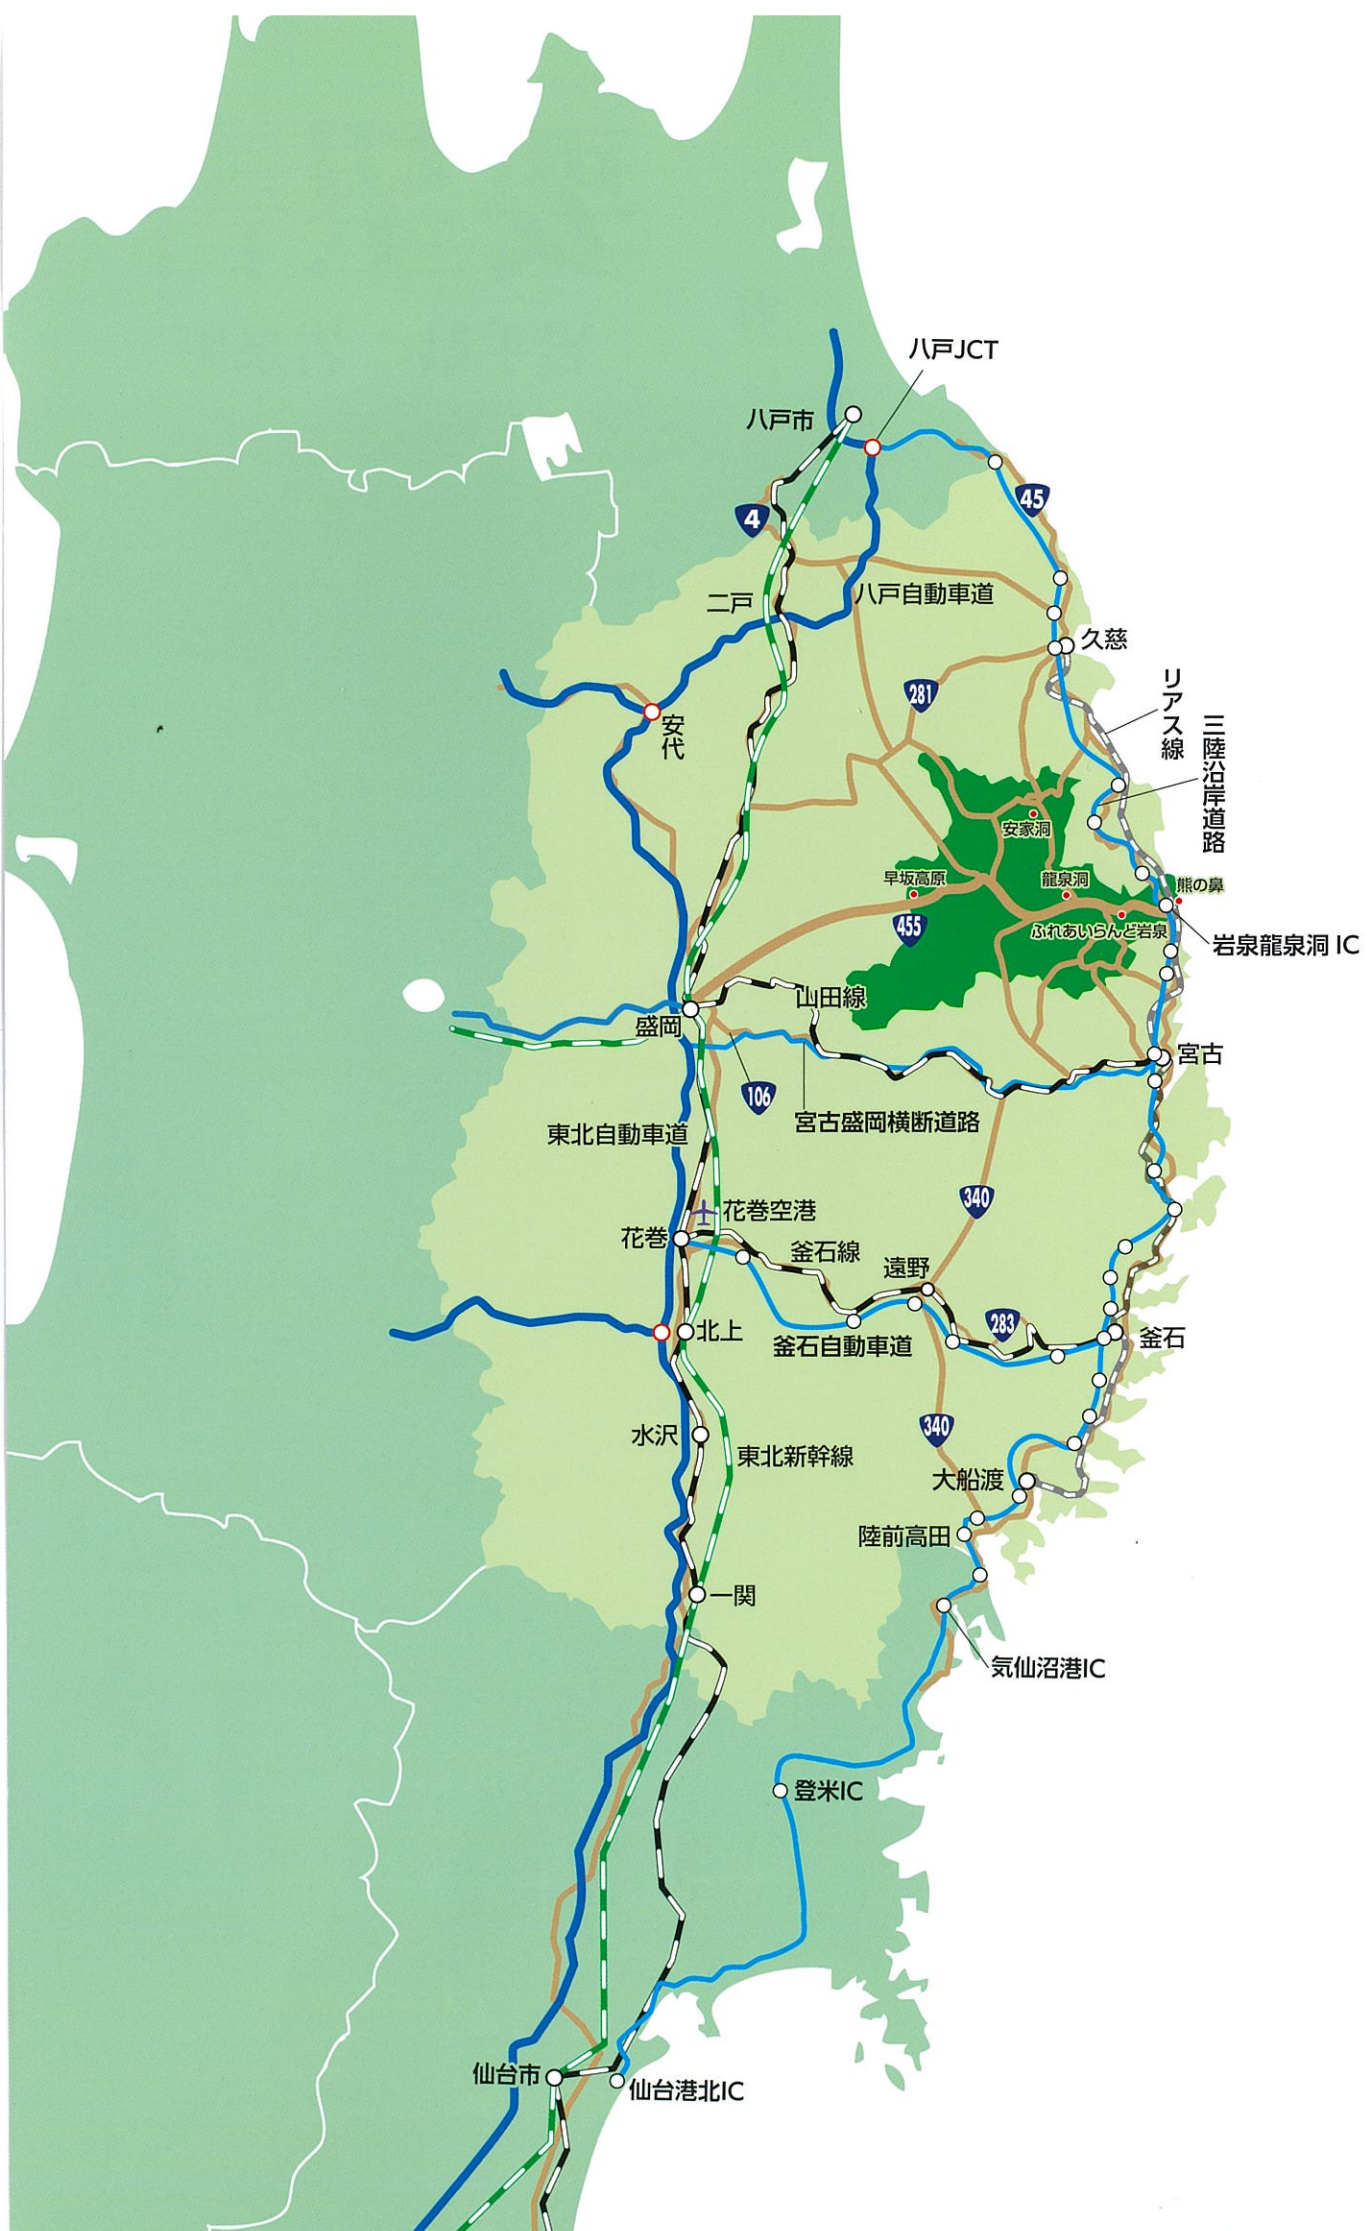 八戸JCT
八戸市
45
4
二戸
八戸自動車道
久慈
281
リアス線
安代
三陸沿岸道路
安家洞
早坂高原
龍泉洞
熊の鼻
455
ふれあいらんど岩泉
岩泉龍泉洞 IC
山田線
盛岡
宮古
106
宮古盛岡横断道路
東北自動車道
340
花巻空港
花巻
釜石線
遠野
283
北上
釜石自動車道
釜石
340
水沢
東北新幹線
大船渡
陸前高田
一関
気仙沼港IC
登米IC
仙台市
仙台港北IC